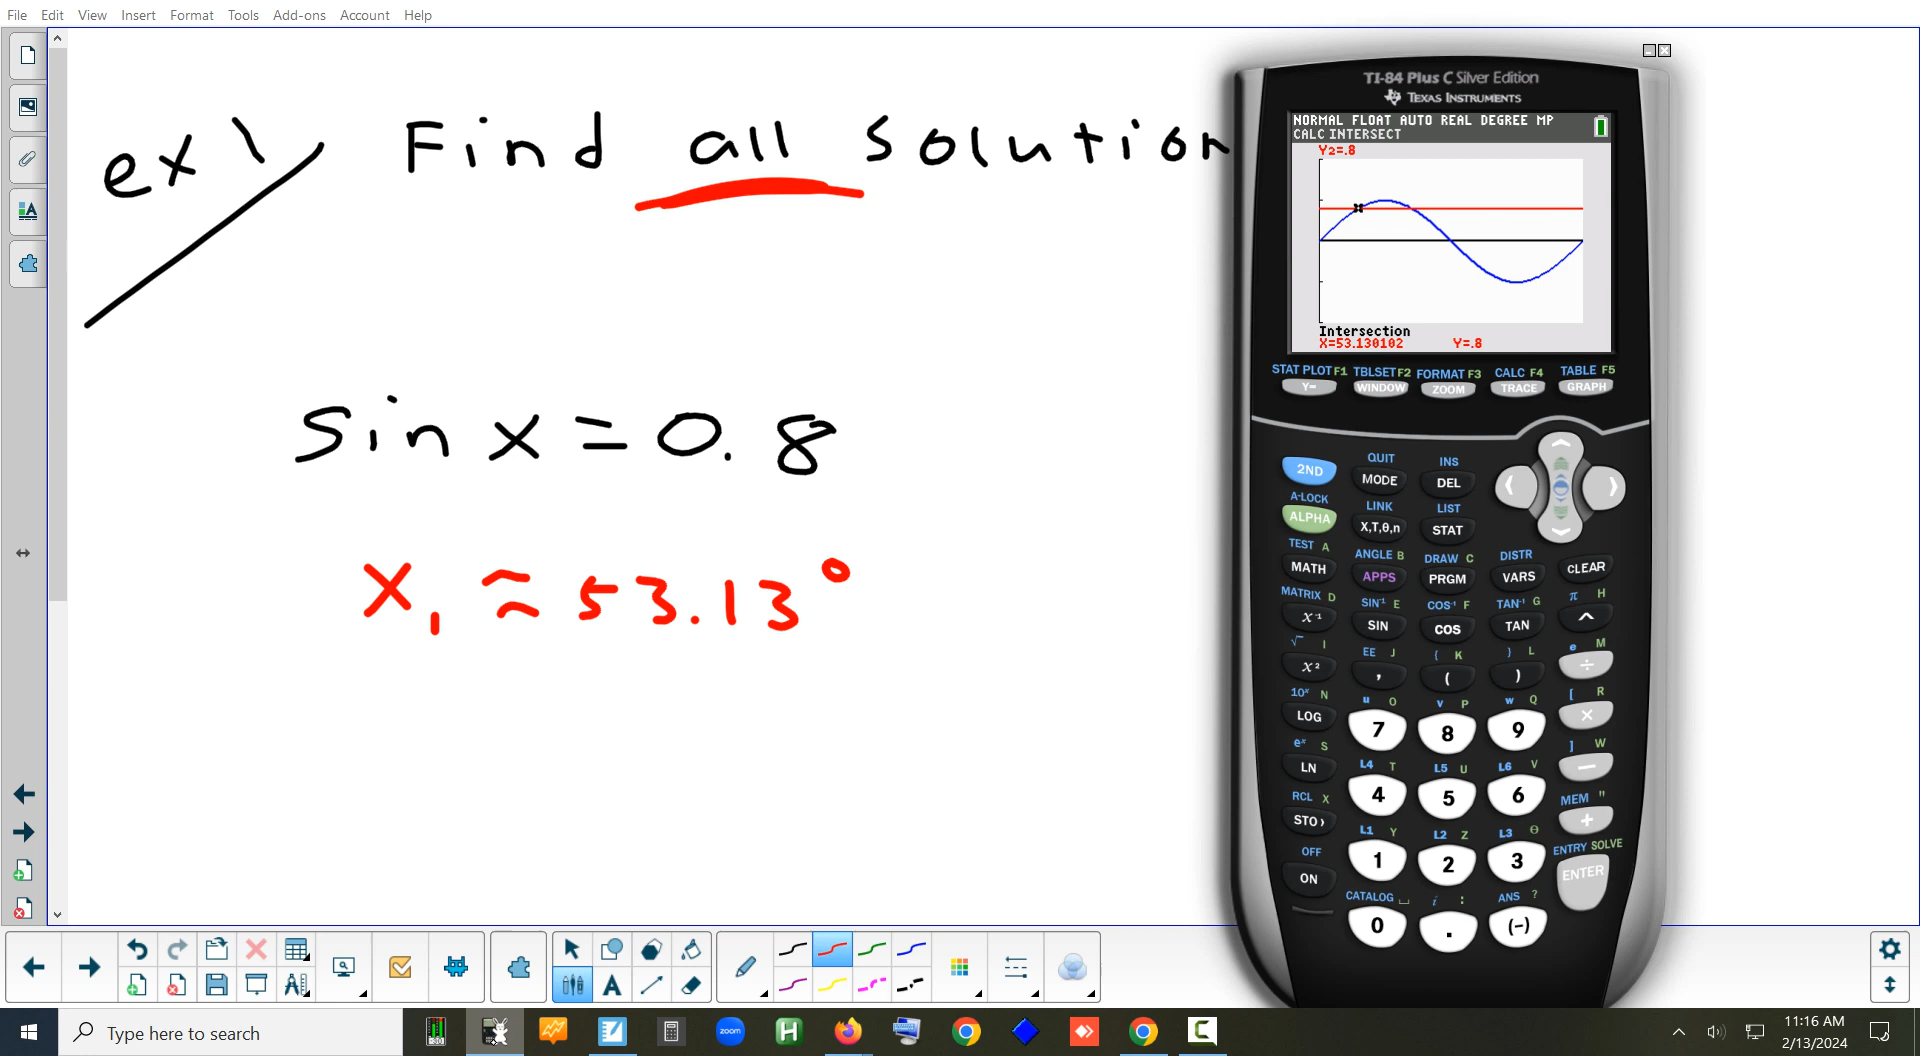 File Edit View Insert Format Tools Add-ons Account Help
ex 1 Find all solution
sin x = 0.8
x₁ ≈ 53.13°
TI-84 Plus C Silver Edition
TEXAS INSTRUMENTS
NORMAL FLOAT AUTO REAL DEGREE MP
CALC INTERSECT
Y2=.8
Intersection
X=53.130102 Y=.8
STAT PLOT F1 TBLSET F2 FORMAT F3 CALC F4 TABLE F5
Y= WINDOW ZOOM TRACE GRAPH
QUIT INS
2ND MODE DEL
A-LOCK LINK LIST
ALPHA X,T,θ,n STAT
TEST A ANGLE B DRAW C DISTR
MATH APPS PRGM VARS CLEAR
MATRIX D SIN⁻¹ E COS⁻¹ F TAN⁻¹ G π H
X⁻¹ SIN COS TAN ^
√ I EE J { K } L e M
X² , ( ) ÷
10ˣ N u O v P w Q [ R
LOG 7 8 9 ×
eˣ S L4 T L5 U L6 V ] W
LN 4 5 6 −
RCL X L1 Y L2 Z L3 θ MEM "
STO› 1 2 3 +
OFF ENTRY SOLVE
ON ENTER
CATALOG ⎵ i : ANS ?
0 . (-)
A
A
Type here to search
zoom
H
C
11:16 AM
2/13/2024